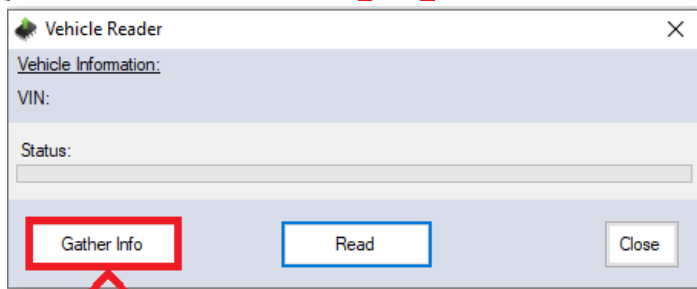 Vehicle Reader
Vehicle Information:
VIN:
Status:
Gather Info
Read
Close